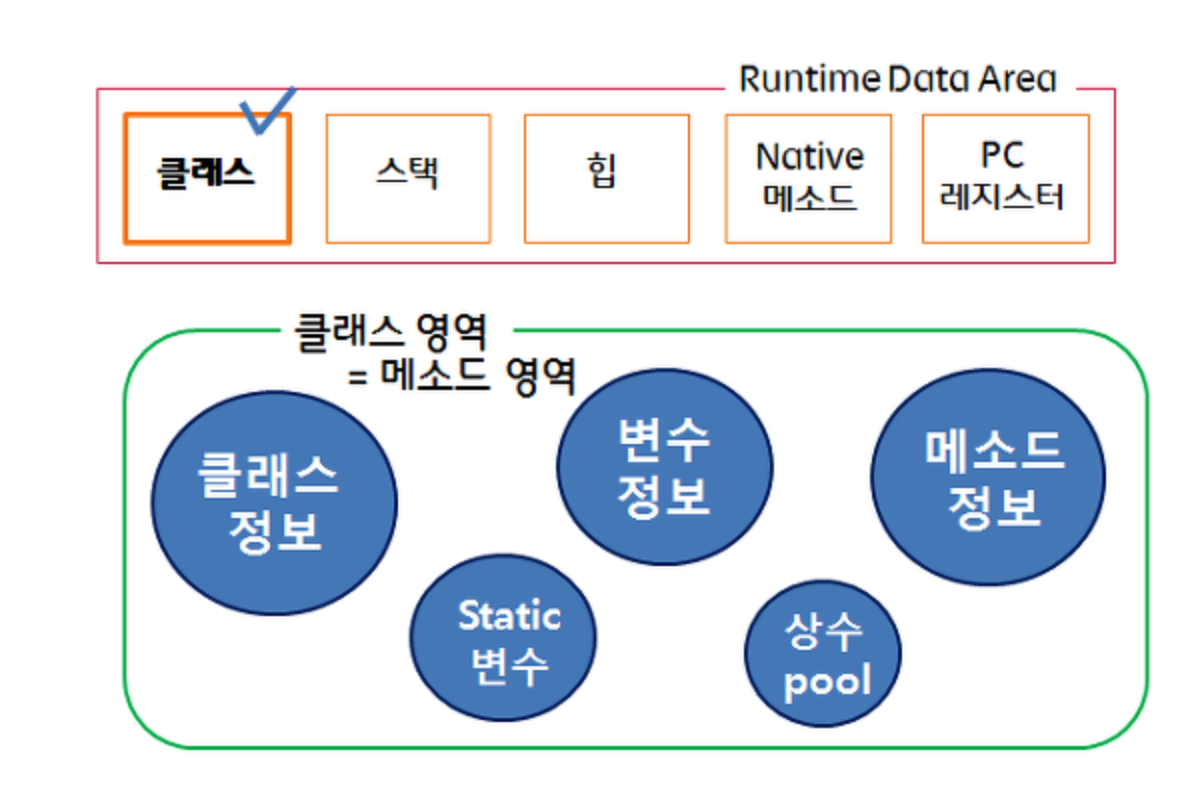 Runtime Data Area
클래스
스택
힙
Native
메소드
PC
레지스터
클래스 영역
= 메소드 영역
클래스
정보
변수
정보
메소드
정보
Static
변수
상수
pool